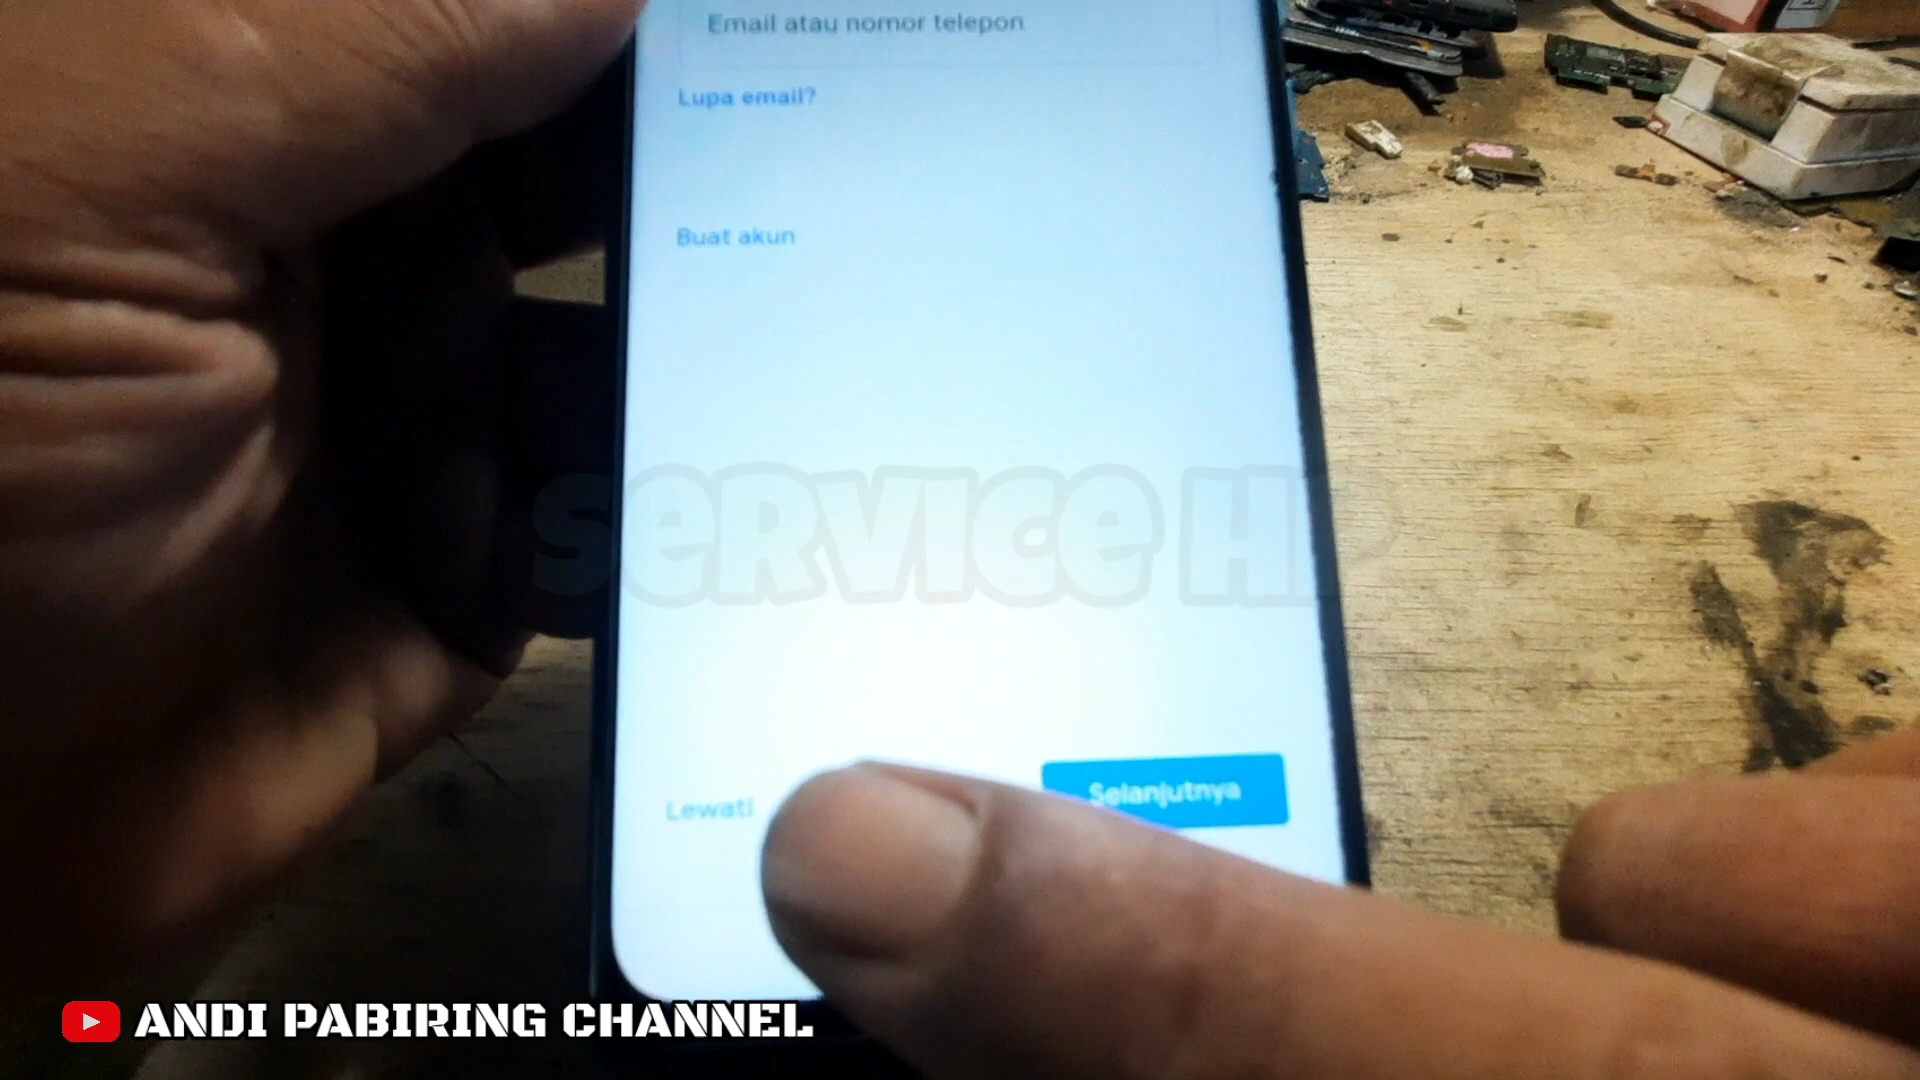 Email atau nomor telepon
Lupa email?
Buat akun
SERVICE HP
Lewati
Selanjutnya
ANDI PABIRING CHANNEL